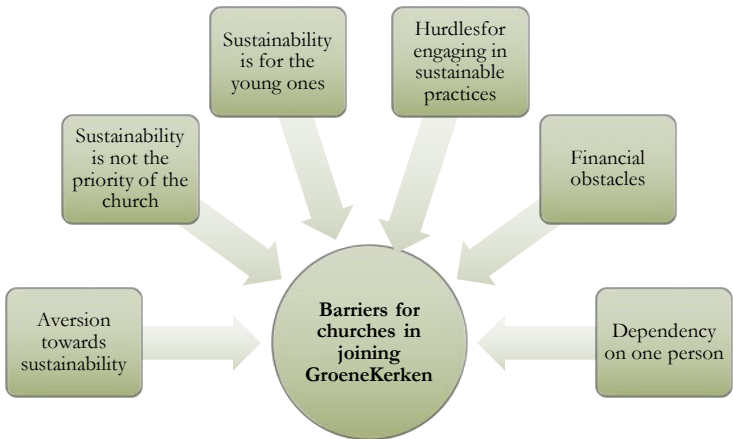 Sustainability
is for the
young ones
Hurdlesfor
engaging in
sustainable
practices
Sustainability
is not the
priority of the
church
Financial
obstacles
Aversion
towards
sustainability
Barriers for
churches in
joining
GroeneKerken
Dependency
on one person